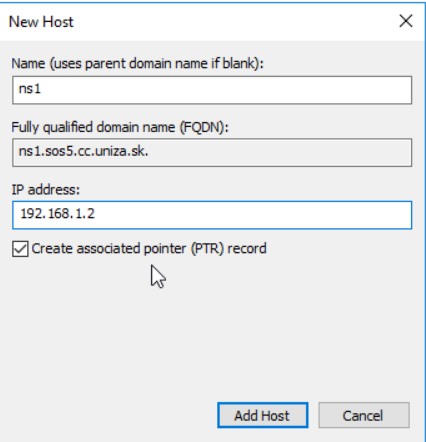 New Host
Name (uses parent domain name if blank):
ns1
Fully qualified domain name (FQDN):
ns1.sos5.cc.uniza.sk.
IP address:
192.168.1.2
Create associated pointer (PTR) record
Add Host
Cancel